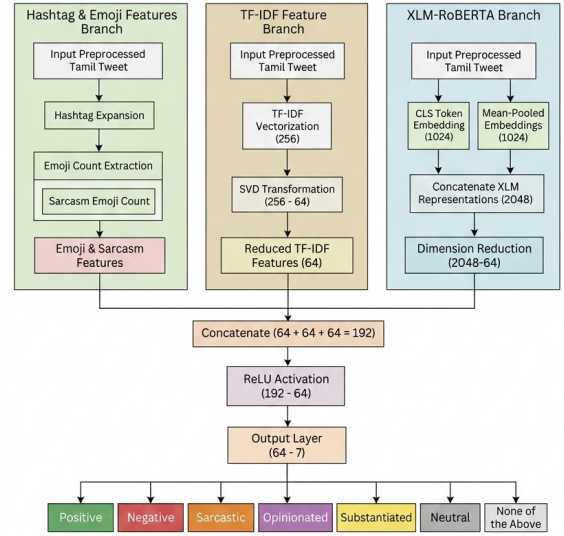 Hashtag & Emoji Features
Branch
Input Preprocessed
Tamil Tweet
Hashtag Expansion
Emoji Count Extraction
Sarcasm Emoji Count
Emoji & Sarcasm
Features
TF-IDF Feature
Branch
Input Preprocessed
Tamil Tweet
TF-IDF
Vectorization
(256)
SVD Transformation
(256 - 64)
Reduced TF-IDF
Features (64)
XLM-RoBERTA Branch
Input Preprocessed
Tamil Tweet
CLS Token
Embedding
(1024)
Mean-Pooled
Embeddings
(1024)
Concatenate XLM
Representations (2048)
Dimension Reduction
(2048-64)
Concatenate (64 + 64 + 64 = 192)
ReLU Activation
(192 - 64)
Output Layer
(64 - 7)
Positive
Negative
Sarcastic
Opinionated
Substantiated
Neutral
None of
the Above